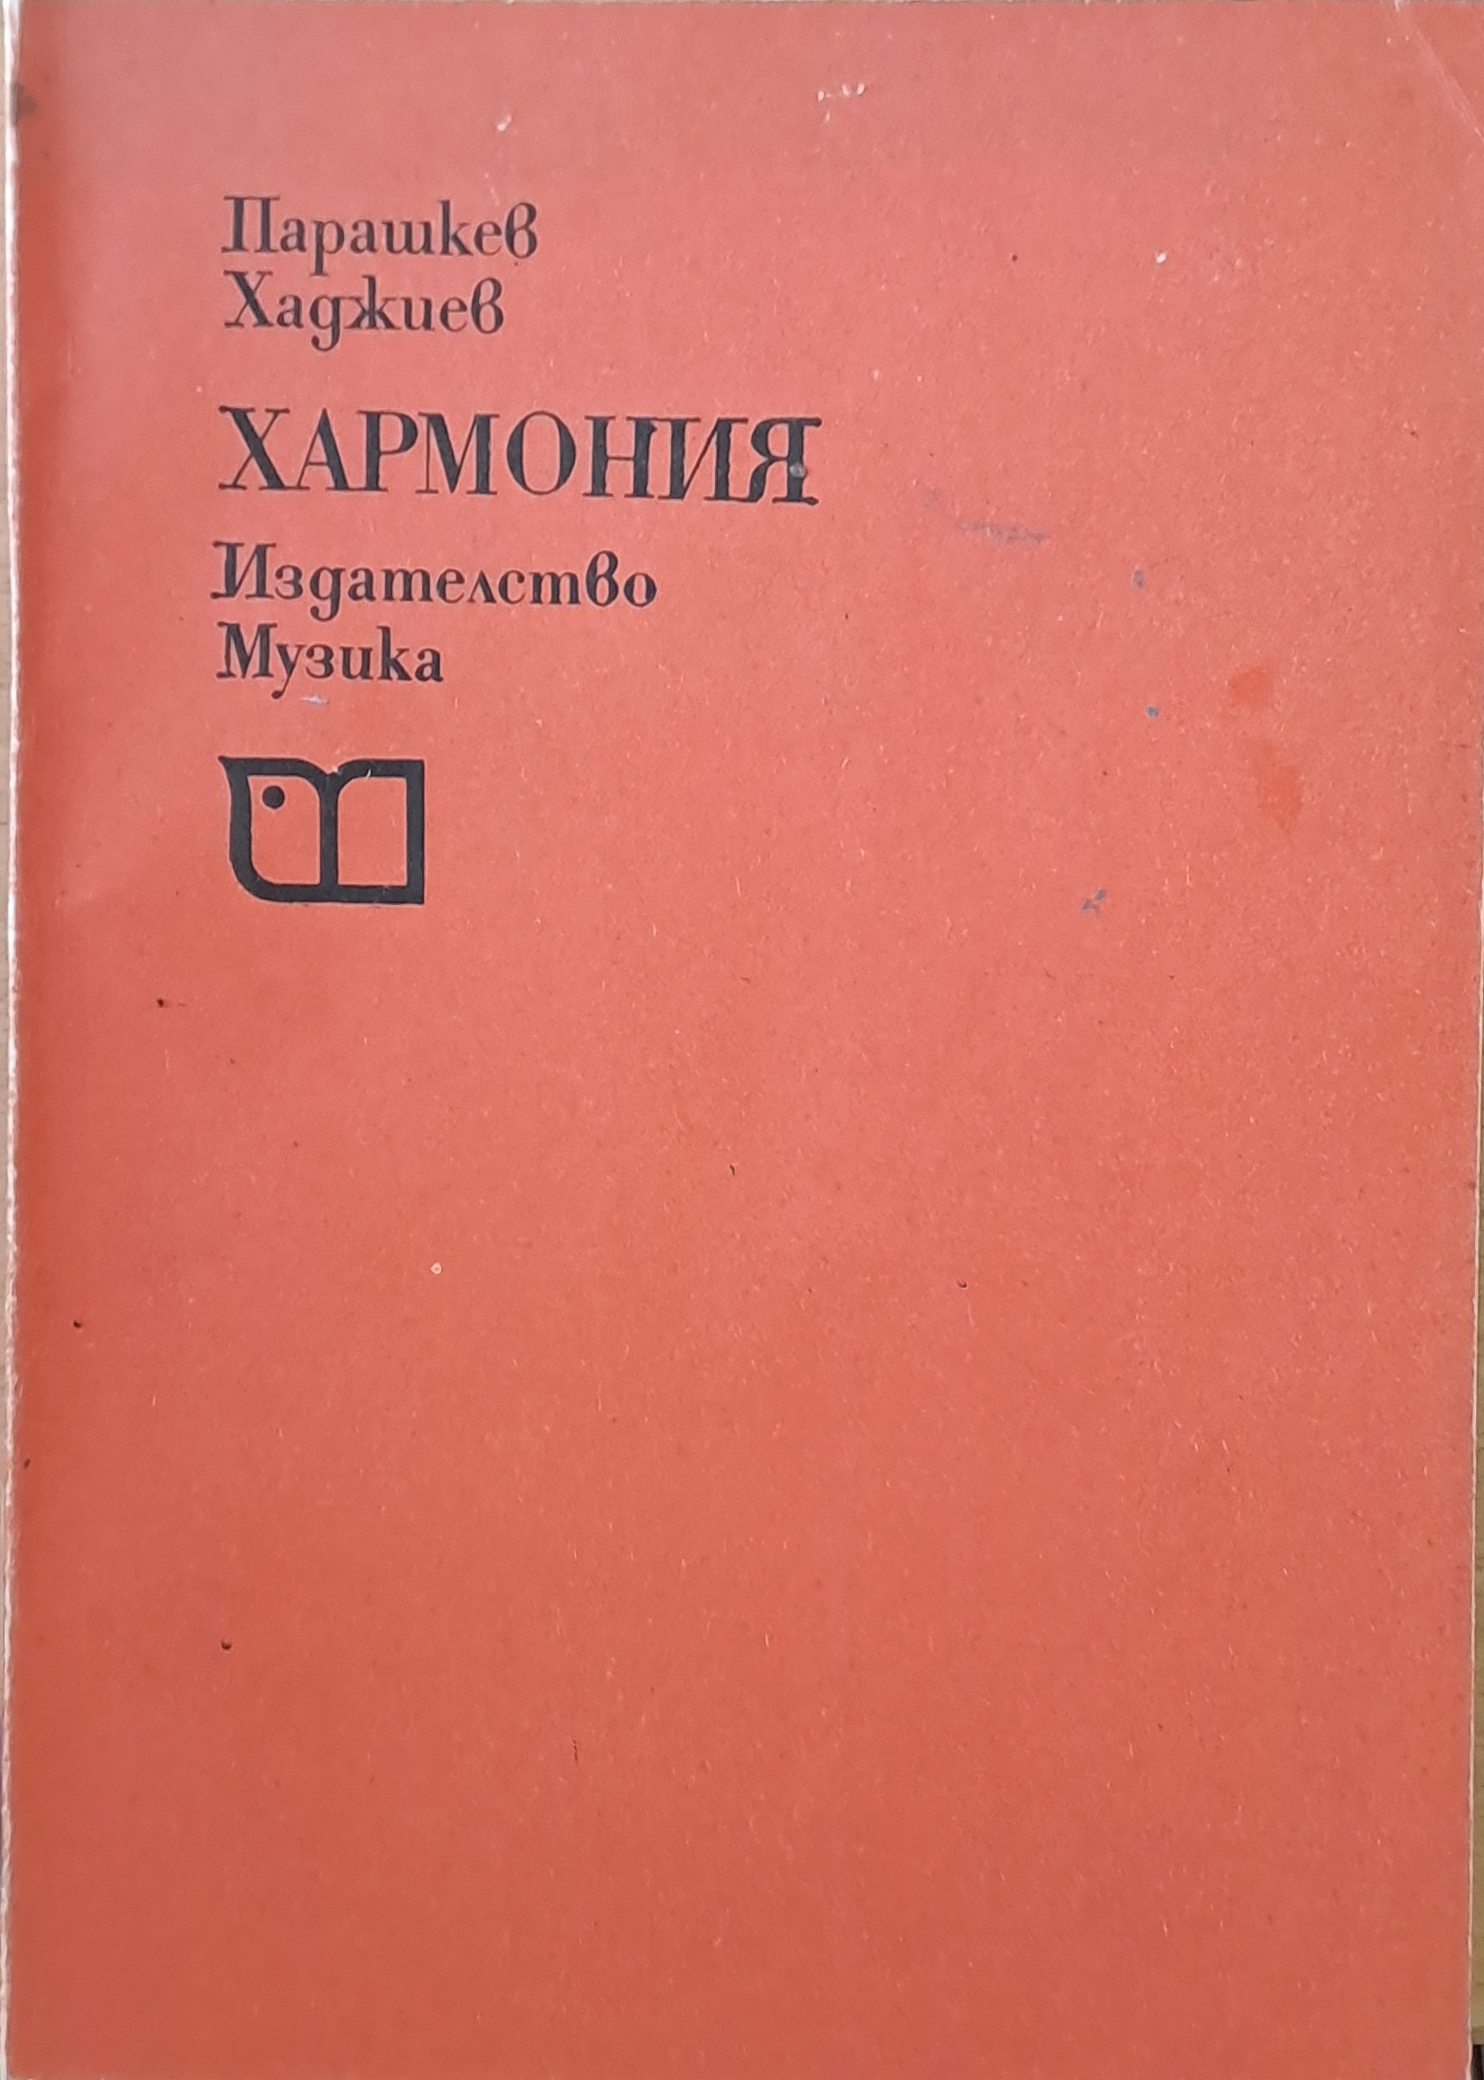 Парашкев
Хаджиев
ХАРМОНИЯ
Издателство
Музика